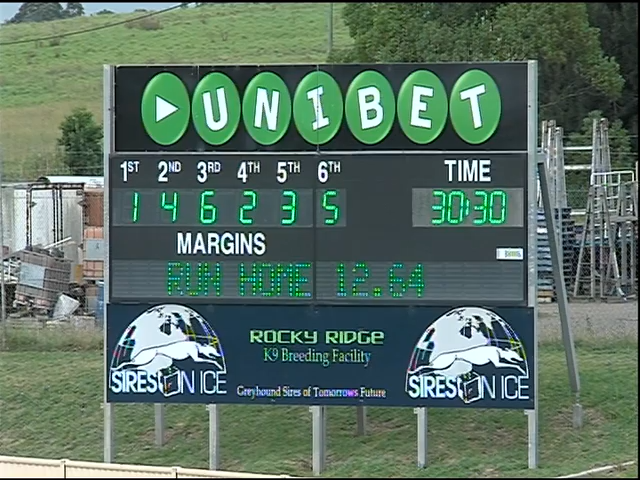 UNIBET
1ST 2ND 3RD 4TH 5TH 6TH TIME
1 4 6 2 3 5 30:30
MARGINS
RUN HOME 12.64
ROCKY RIDGE
K9 Breeding Facility
SIRES ON ICE
SIRES ON ICE
Greyhound Sires of Tomorrows Future